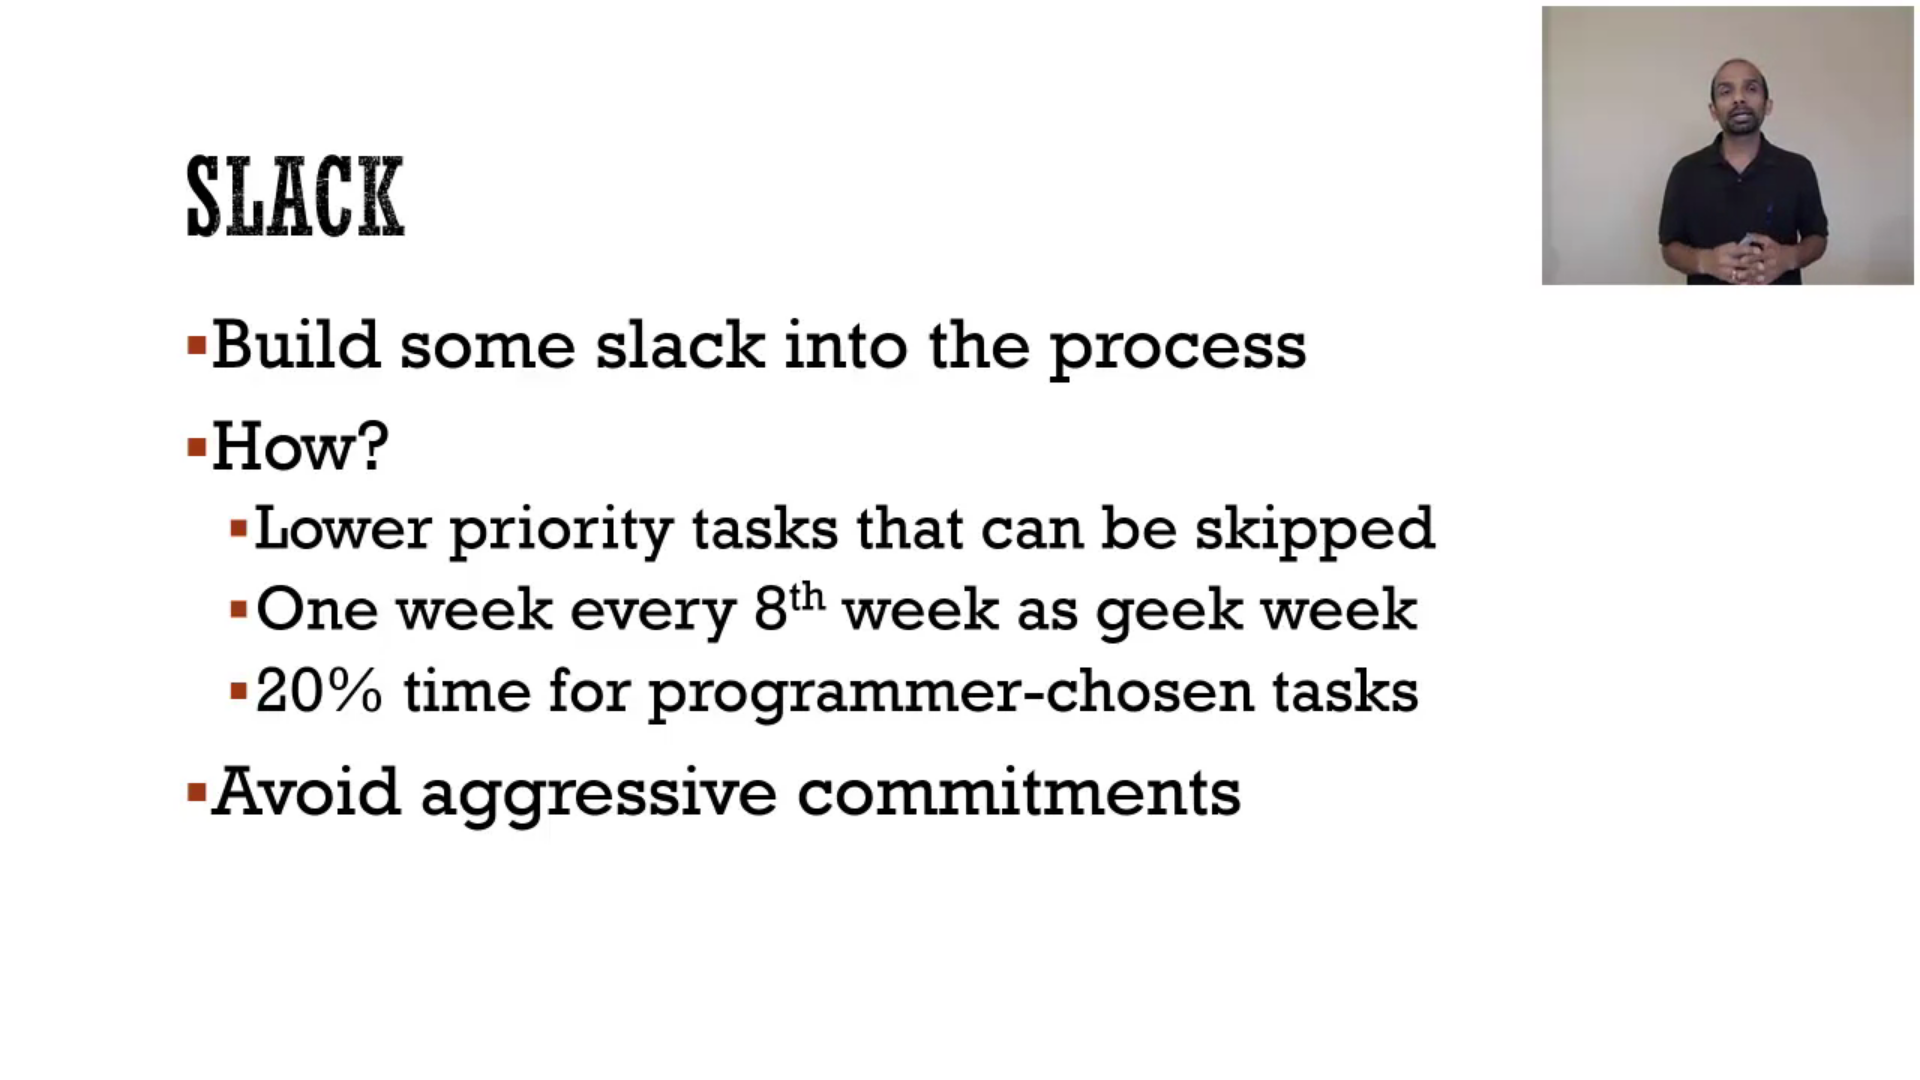 SLACK
▪Build some slack into the process
▪How?
▪Lower priority tasks that can be skipped
▪One week every 8th week as geek week
▪20% time for programmer-chosen tasks
▪Avoid aggressive commitments